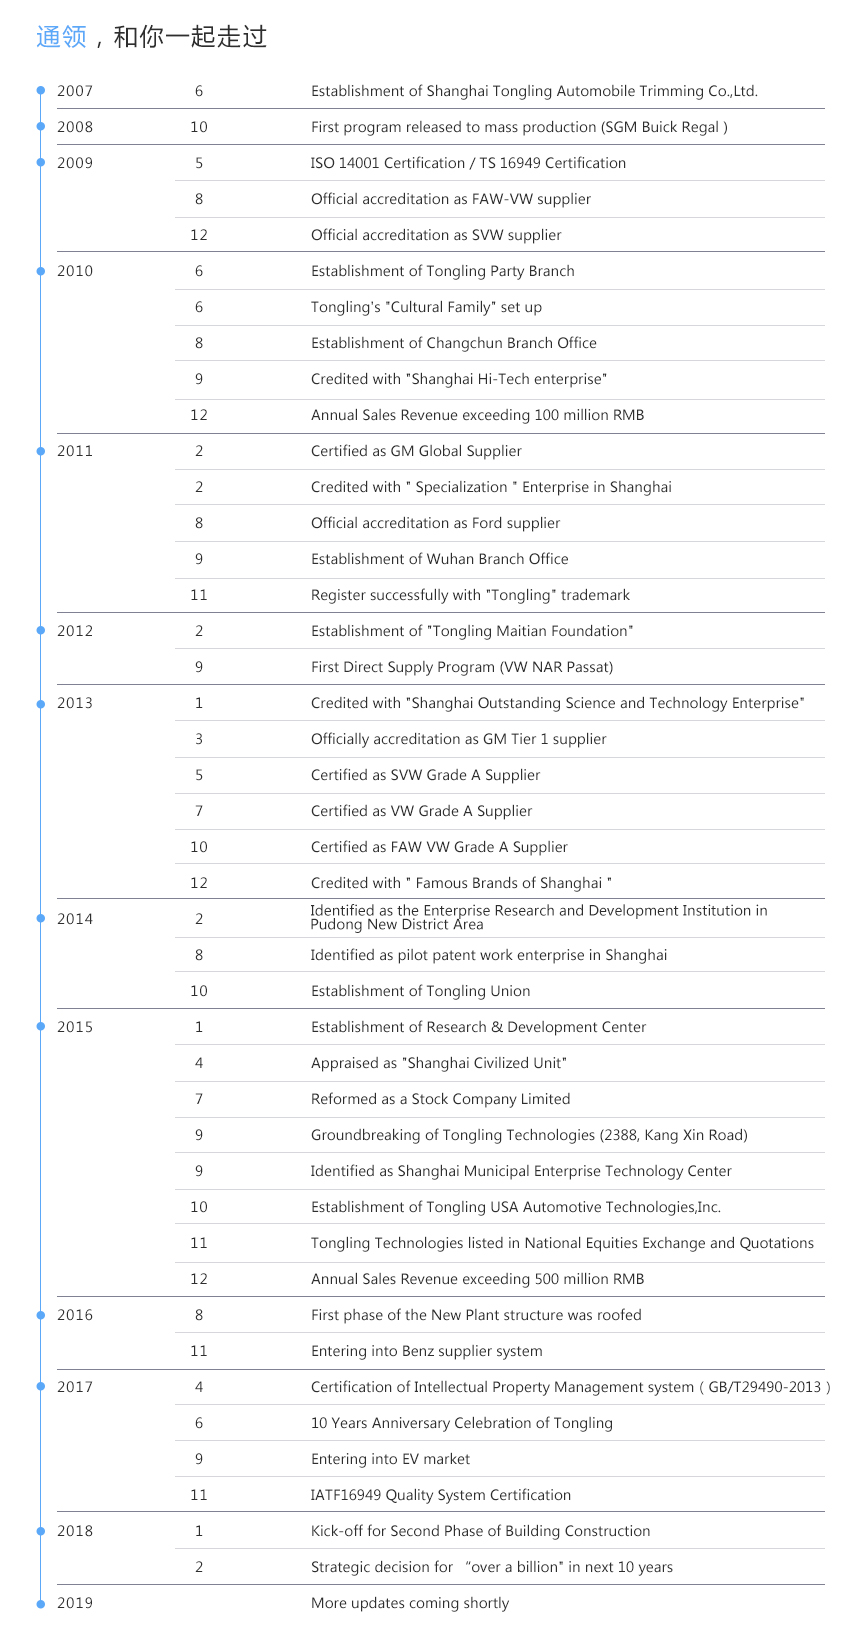 通领，和你一起走过
2007 6 Establishment of Shanghai Tongling Automobile Trimming Co.,Ltd.
2008 10 First program released to mass production (SGM Buick Regal )
2009 5 ISO 14001 Certification / TS 16949 Certification
8 Official accreditation as FAW-VW supplier
12 Official accreditation as SVW supplier
2010 6 Establishment of Tongling Party Branch
6 Tongling's "Cultural Family" set up
8 Establishment of Changchun Branch Office
9 Credited with "Shanghai Hi-Tech enterprise"
12 Annual Sales Revenue exceeding 100 million RMB
2011 2 Certified as GM Global Supplier
2 Credited with " Specialization " Enterprise in Shanghai
8 Official accreditation as Ford supplier
9 Establishment of Wuhan Branch Office
11 Register successfully with "Tongling" trademark
2012 2 Establishment of "Tongling Maitian Foundation"
9 First Direct Supply Program (VW NAR Passat)
2013 1 Credited with "Shanghai Outstanding Science and Technology Enterprise"
3 Officially accreditation as GM Tier 1 supplier
5 Certified as SVW Grade A Supplier
7 Certified as VW Grade A Supplier
10 Certified as FAW VW Grade A Supplier
12 Credited with " Famous Brands of Shanghai "
2014 2 Identified as the Enterprise Research and Development Institution in
Pudong New District Area
8 Identified as pilot patent work enterprise in Shanghai
10 Establishment of Tongling Union
2015 1 Establishment of Research & Development Center
4 Appraised as "Shanghai Civilized Unit"
7 Reformed as a Stock Company Limited
9 Groundbreaking of Tongling Technologies (2388, Kang Xin Road)
9 Identified as Shanghai Municipal Enterprise Technology Center
10 Establishment of Tongling USA Automotive Technologies,Inc.
11 Tongling Technologies listed in National Equities Exchange and Quotations
12 Annual Sales Revenue exceeding 500 million RMB
2016 8 First phase of the New Plant structure was roofed
11 Entering into Benz supplier system
2017 4 Certification of Intellectual Property Management system ( GB/T29490-2013 )
6 10 Years Anniversary Celebration of Tongling
9 Entering into EV market
11 IATF16949 Quality System Certification
2018 1 Kick-off for Second Phase of Building Construction
2 Strategic decision for “over a billion" in next 10 years
2019 More updates coming shortly